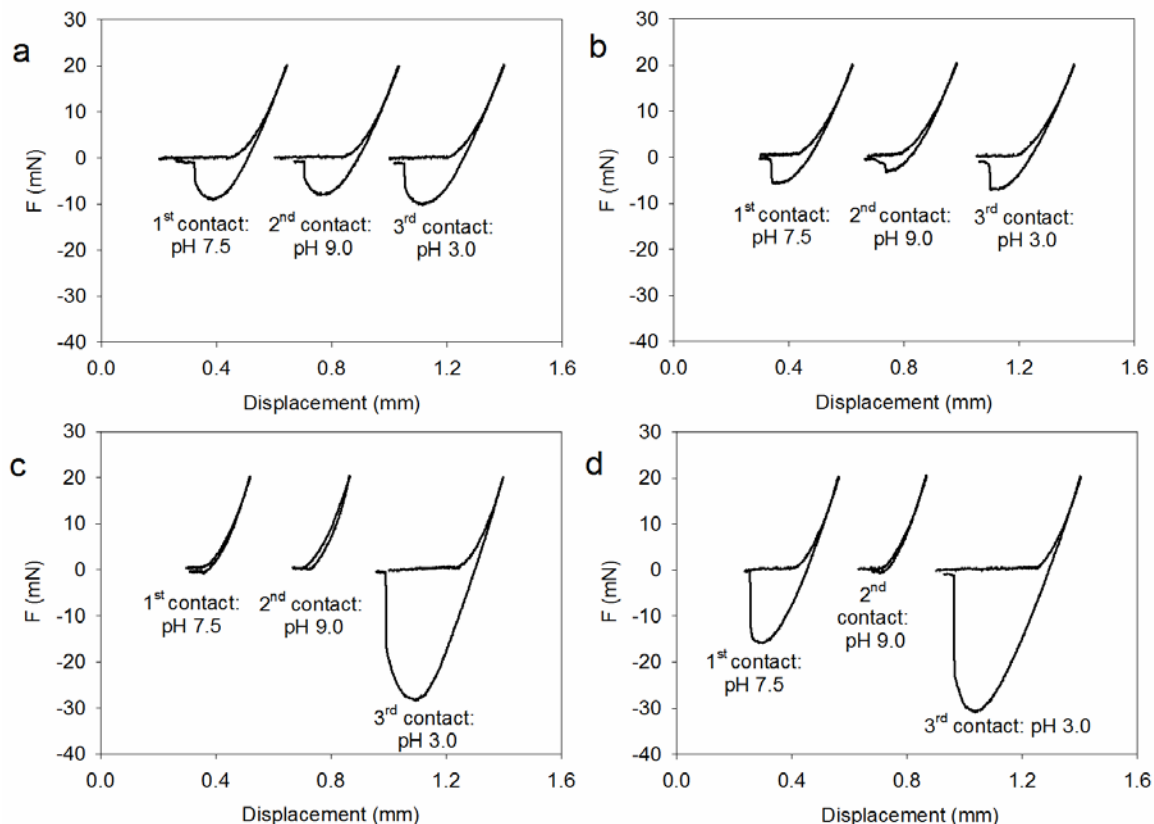 a
30
20
10
0
-10
-20
-30
-40
F (mN)
1st contact:
pH 7.5
2nd contact:
pH 9.0
3rd contact:
pH 3.0
0.0 0.4 0.8 1.2 1.6
Displacement (mm)
b
30
20
10
0
-10
-20
-30
-40
F (mN)
1st contact:
pH 7.5
2nd contact:
pH 9.0
3rd contact:
pH 3.0
0.0 0.4 0.8 1.2 1.6
Displacement (mm)
c
30
20
10
0
-10
-20
-30
-40
F (mN)
1st contact:
pH 7.5
2nd contact:
pH 9.0
3rd contact:
pH 3.0
0.0 0.4 0.8 1.2 1.6
Displacement (mm)
d
30
20
10
0
-10
-20
-30
-40
F (mN)
1st contact:
pH 7.5
2nd
contact:
pH 9.0
3rd contact: pH 3.0
0.0 0.4 0.8 1.2 1.6
Displacement (mm)